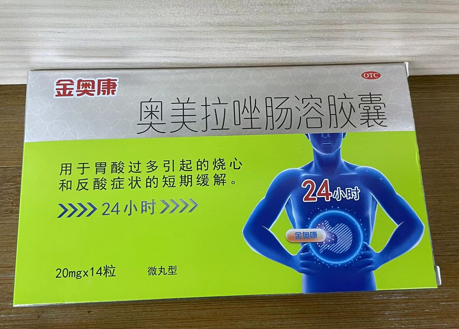 金奥康
OTC
奥美拉唑肠溶胶囊
用于胃酸过多引起的烧心
和反酸症状的短期缓解。
24小时
24小时
金奥康
20mgx14粒
微丸型